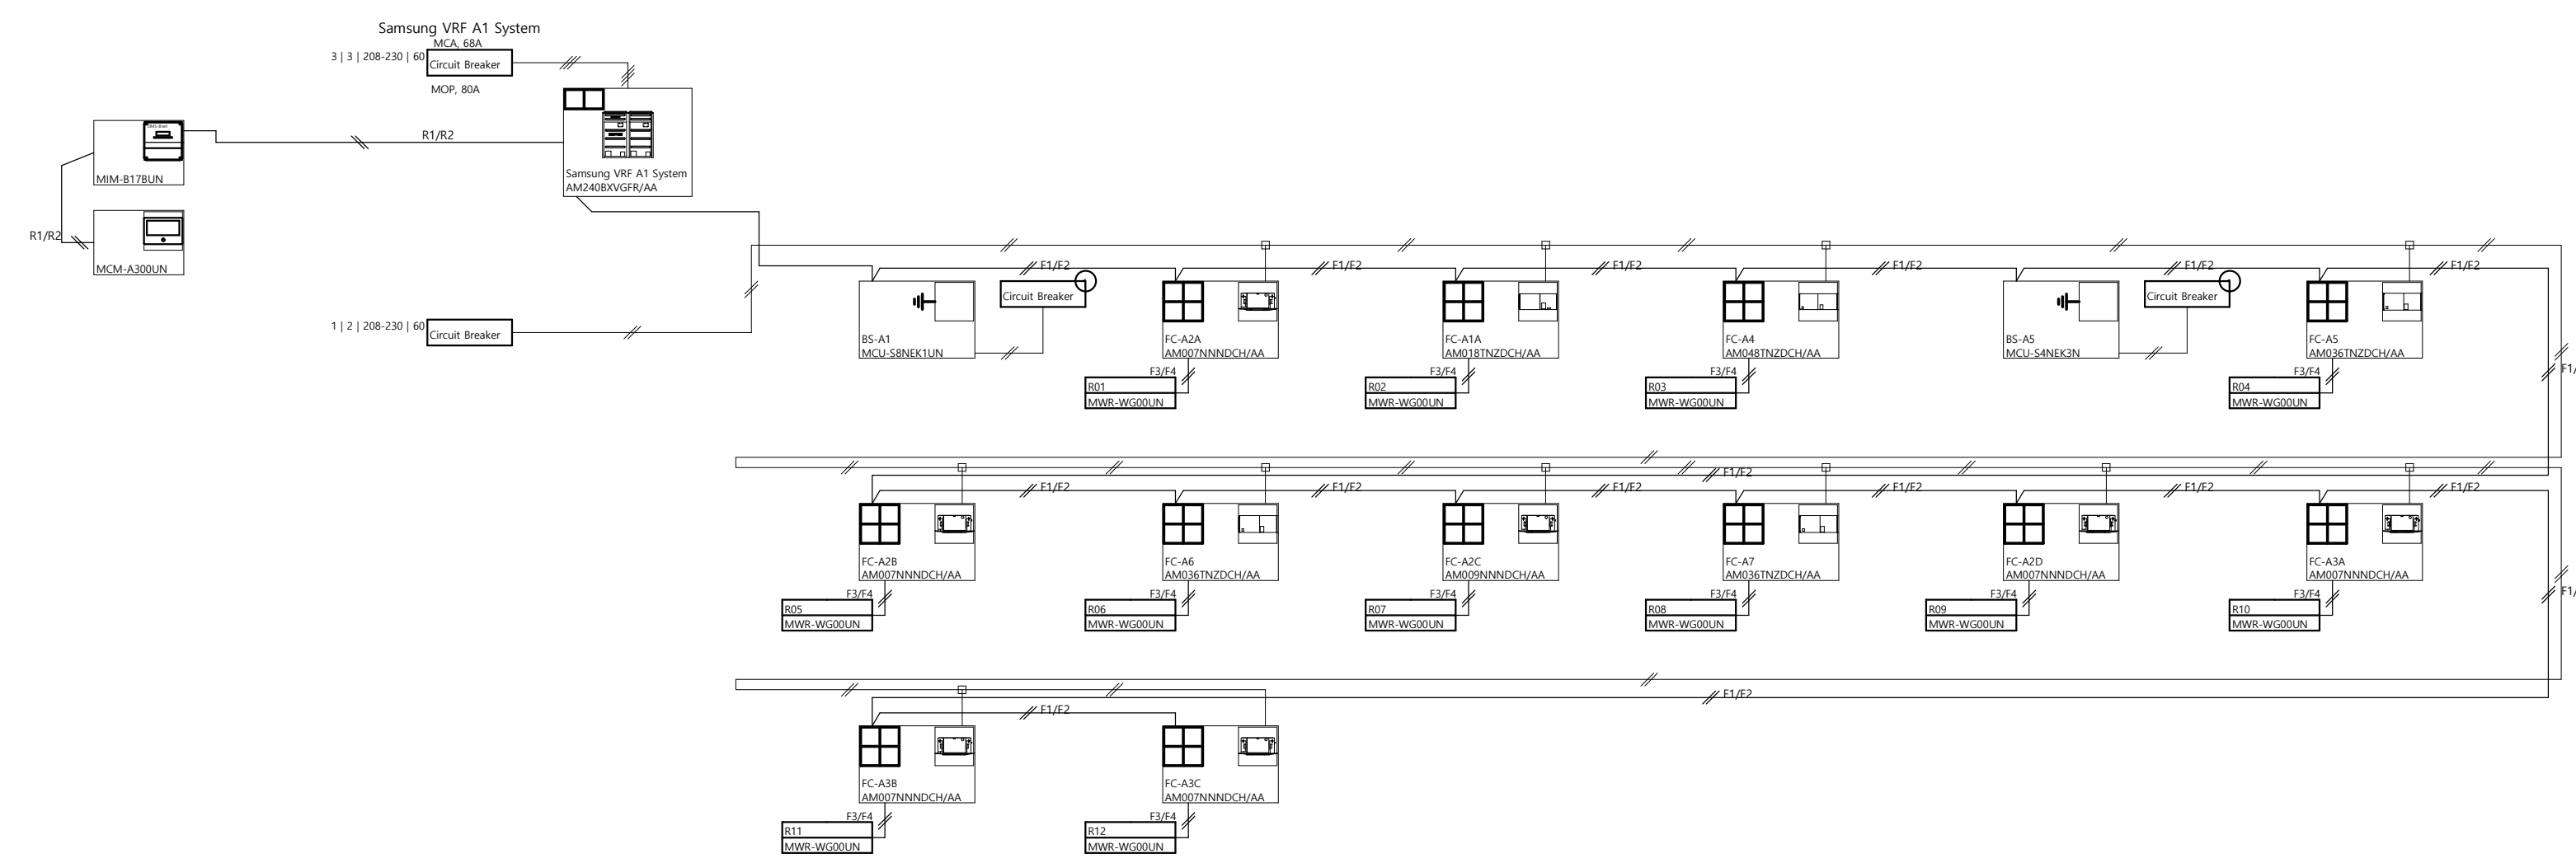 Samsung VRF A1 System
MCA, 68A
3 | 3 | 208-230 | 60
Circuit Breaker
MOP, 80A
R1/R2
MIM-B17BUN
Samsung VRF A1 System
AM240BXVGFR/AA
R1/R2
MCM-A300UN
1 | 2 | 208-230 | 60
Circuit Breaker
F1/F2
F1/F2
F1/F2
F1/F2
F1/F2
F1/F2
Circuit Breaker
Circuit Breaker
BS-A1
MCU-S8NEK1UN
FC-A2A
AM007NNNDCH/AA
FC-A1A
AM018TNZDCH/AA
FC-A4
AM048TNZDCH/AA
BS-A5
MCU-S4NEK3N
FC-A5
AM036TNZDCH/AA
F1/
F3/F4
R01
MWR-WG00UN
F3/F4
R02
MWR-WG00UN
F3/F4
R03
MWR-WG00UN
F3/F4
R04
MWR-WG00UN
F1/F2
F1/F2
F1/F2
F1/F2
F1/F2
F1/F2
F1/F2
FC-A2B
AM007NNNDCH/AA
FC-A6
AM036TNZDCH/AA
FC-A2C
AM009NNNDCH/AA
FC-A7
AM036TNZDCH/AA
FC-A2D
AM007NNNDCH/AA
FC-A3A
AM007NNNDCH/AA
F1/
F3/F4
R05
MWR-WG00UN
F3/F4
R06
MWR-WG00UN
F3/F4
R07
MWR-WG00UN
F3/F4
R08
MWR-WG00UN
F3/F4
R09
MWR-WG00UN
F3/F4
R10
MWR-WG00UN
F1/F2
F1/F2
FC-A3B
AM007NNNDCH/AA
FC-A3C
AM007NNNDCH/AA
F3/F4
R11
MWR-WG00UN
F3/F4
R12
MWR-WG00UN